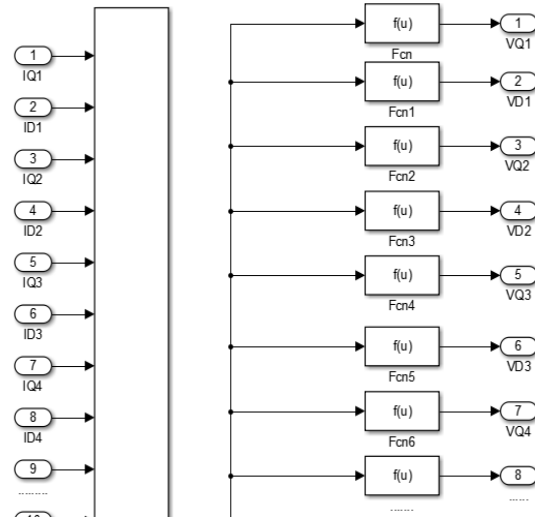 1
IQ1
2
ID1
3
IQ2
4
ID2
5
IQ3
6
ID3
7
IQ4
8
ID4
9
.........
10
f(u)
Fcn
1
VQ1
f(u)
Fcn1
2
VD1
f(u)
Fcn2
3
VQ2
f(u)
Fcn3
4
VD2
f(u)
Fcn4
5
VQ3
f(u)
Fcn5
6
VD3
f(u)
Fcn6
7
VQ4
f(u)
.......
8
......